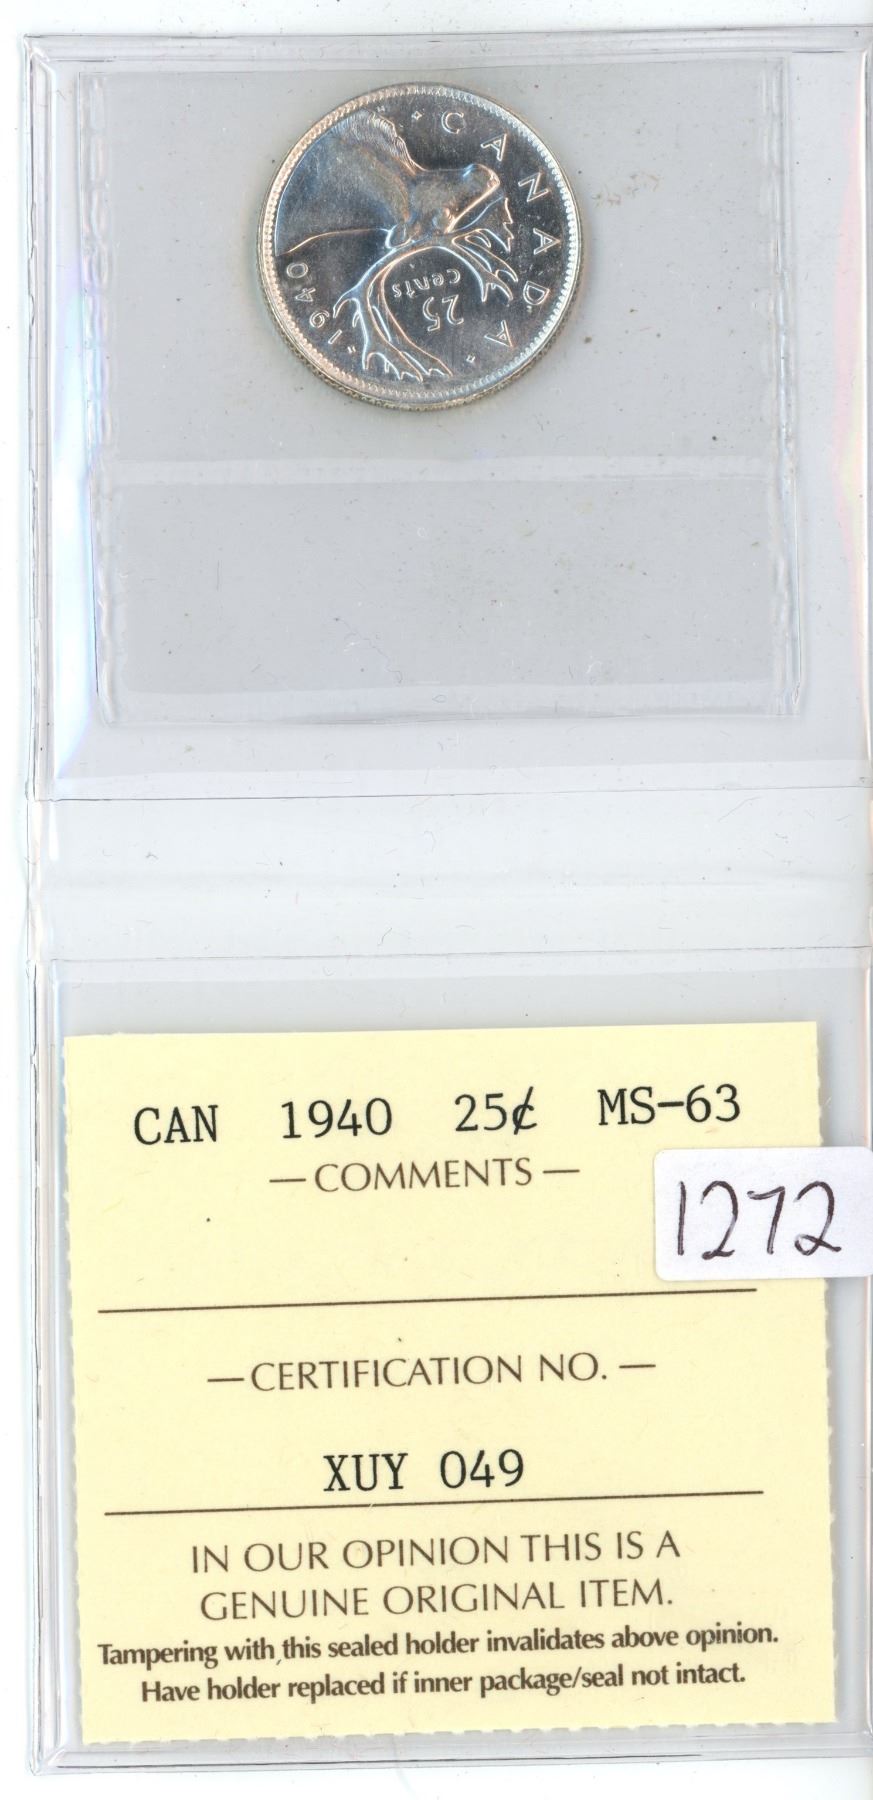 CANADA
25
cents
1940
CAN 1940 25¢ MS-63
— COMMENTS —
1272
— CERTIFICATION NO. —
XUY 049
IN OUR OPINION THIS IS A
GENUINE ORIGINAL ITEM.
Tampering with this sealed holder invalidates above opinion.
Have holder replaced if inner package/seal not intact.